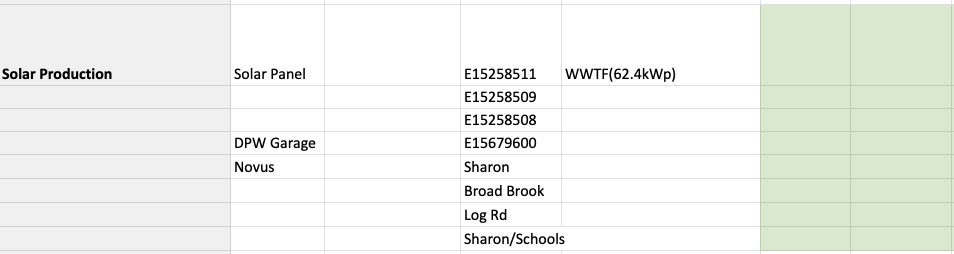 Solar Production Solar Panel E15258511 WWTF(62.4kWp)
E15258509
E15258508
DPW Garage E15679600
Novus Sharon
Broad Brook
Log Rd
Sharon/Schools